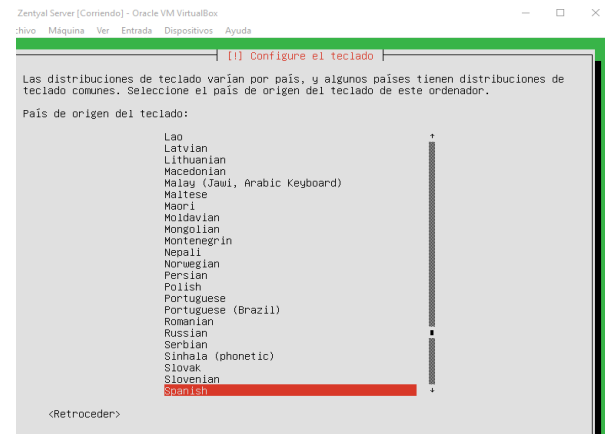 Zentyal Server [Corriendo] - Oracle VM VirtualBox
chivo Máquina Ver Entrada Dispositivos Ayuda
[!] Configure el teclado
Las distribuciones de teclado varían por país, y algunos países tienen distribuciones de
teclado comunes. Seleccione el país de origen del teclado de este ordenador.
País de origen del teclado:
Lao
Latvian
Lithuanian
Macedonian
Malay (Jawi, Arabic Keyboard)
Maltese
Maori
Moldavian
Mongolian
Montenegrin
Nepali
Norwegian
Persian
Polish
Portuguese
Portuguese (Brazil)
Romanian
Russian
Serbian
Sinhala (phonetic)
Slovak
Slovenian
Spanish
<Retroceder>